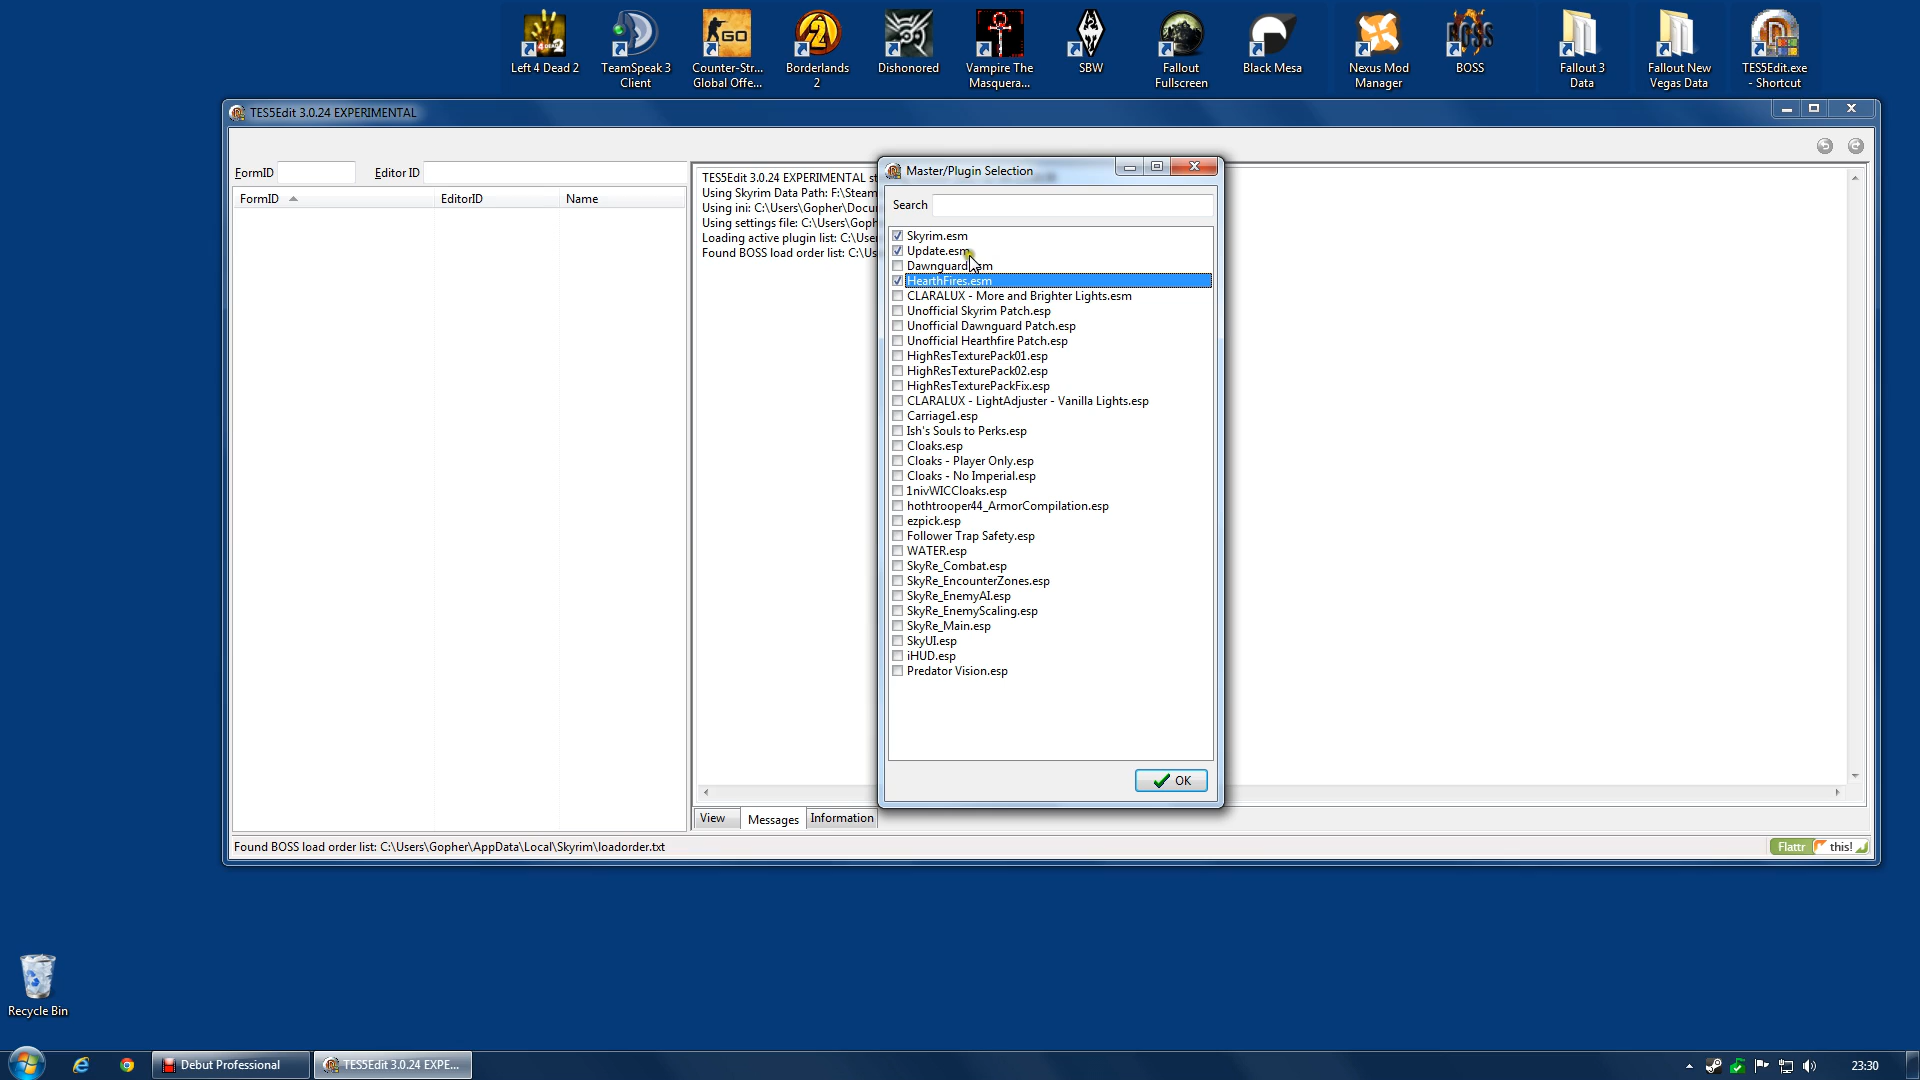 Left 4 Dead 2
TeamSpeak 3
Client
Counter-Str...
Global Offe...
Borderlands
2
Dishonored
Vampire The
Masquera...
SBW
Fallout
Fullscreen
Black Mesa
Nexus Mod
Manager
BOSS
Fallout 3
Data
Fallout New
Vegas Data
TES5Edit.exe
- Shortcut
TES5Edit 3.0.24 EXPERIMENTAL
FormID
Editor ID
FormID
EditorID
Name
TES5Edit 3.0.24 EXPERIMENTAL st
Using Skyrim Data Path: F:\Steam
Using ini: C:\Users\Gopher\Docu
Using settings file: C:\Users\Goph
Loading active plugin list: C:\Use
Found BOSS load order list: C:\Us
Master/Plugin Selection
Search
Skyrim.esm
Update.esm
Dawnguard.esm
HearthFires.esm
CLARALUX - More and Brighter Lights.esm
Unofficial Skyrim Patch.esp
Unofficial Dawnguard Patch.esp
Unofficial Hearthfire Patch.esp
HighResTexturePack01.esp
HighResTexturePack02.esp
HighResTexturePackFix.esp
CLARALUX - LightAdjuster - Vanilla Lights.esp
Carriage1.esp
Ish's Souls to Perks.esp
Cloaks.esp
Cloaks - Player Only.esp
Cloaks - No Imperial.esp
1nivWICCloaks.esp
hothtrooper44_ArmorCompilation.esp
ezpick.esp
Follower Trap Safety.esp
WATER.esp
SkyRe_Combat.esp
SkyRe_EncounterZones.esp
SkyRe_EnemyAI.esp
SkyRe_EnemyScaling.esp
SkyRe_Main.esp
SkyUI.esp
iHUD.esp
Predator Vision.esp
OK
View
Messages
Information
Found BOSS load order list: C:\Users\Gopher\AppData\Local\Skyrim\loadorder.txt
Flattr this!
Recycle Bin
Debut Professional
TES5Edit 3.0.24 EXPE...
23:30